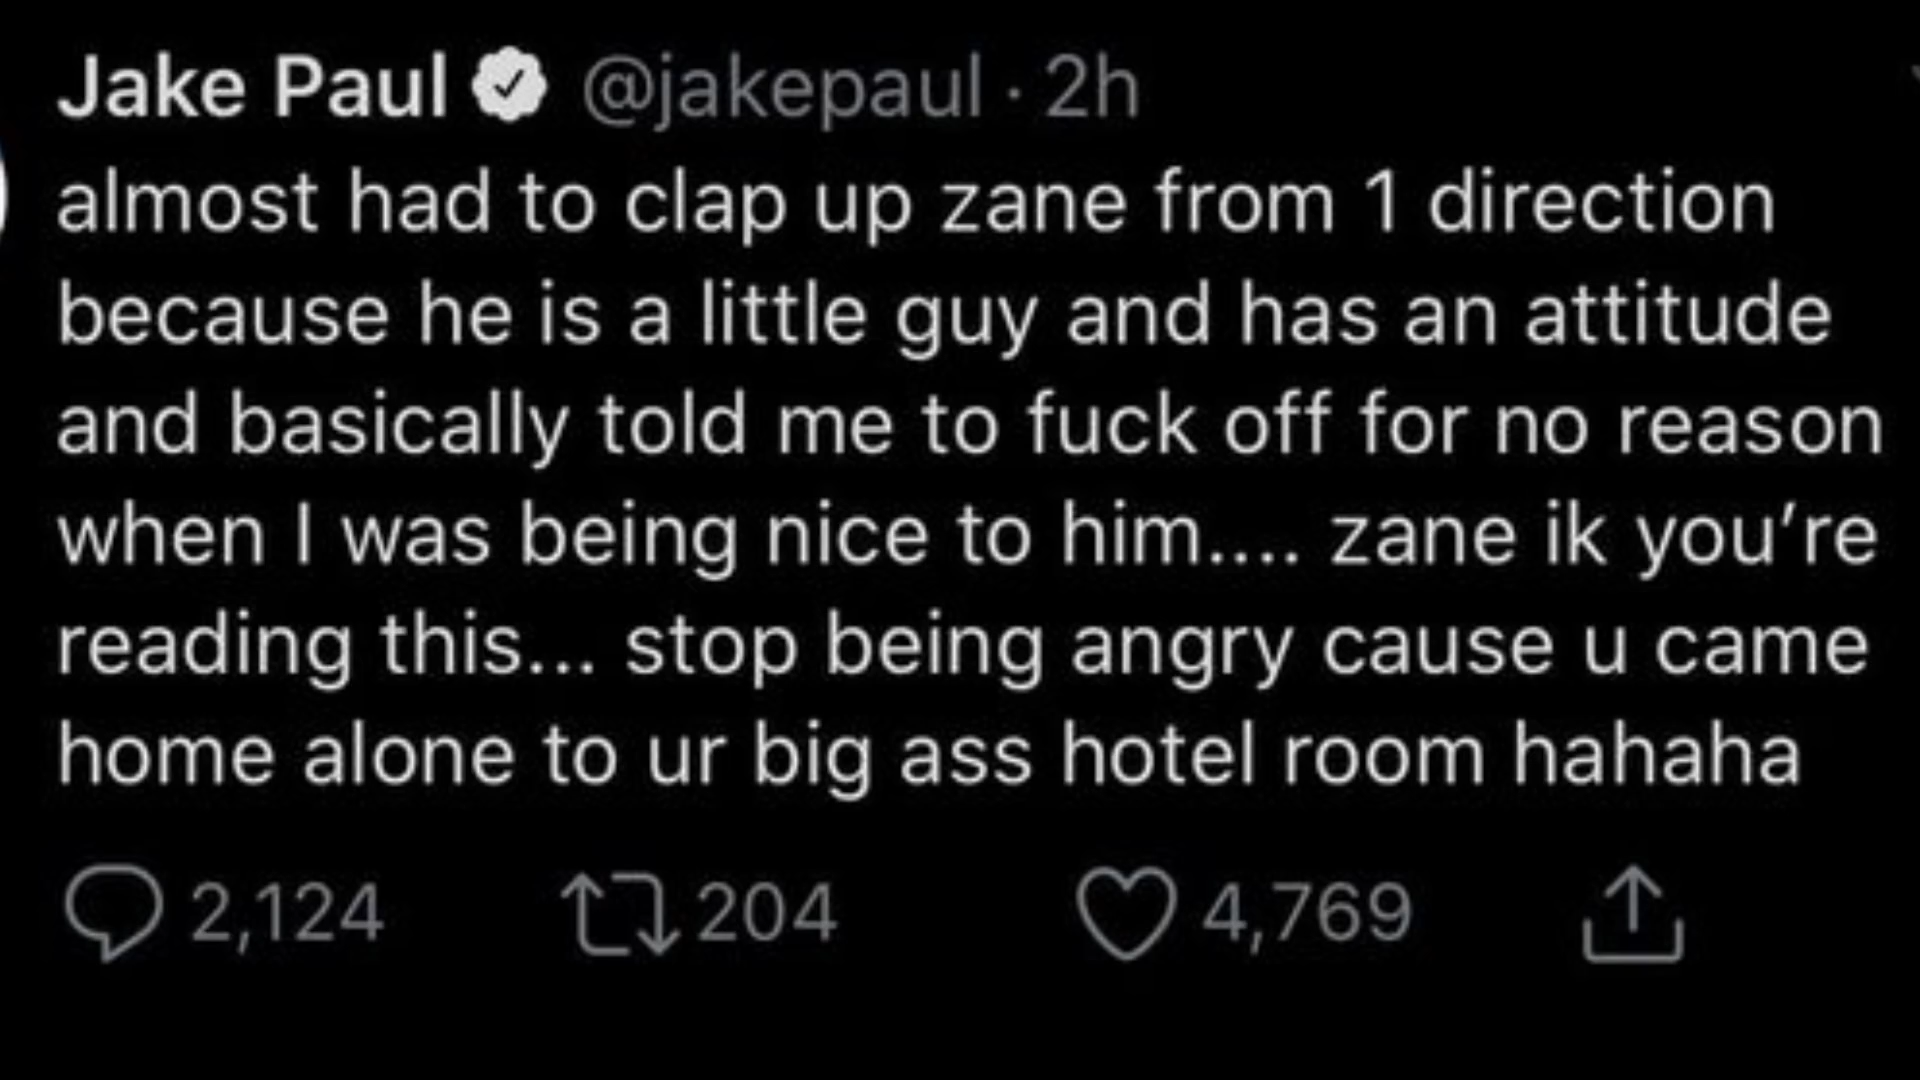 Jake Paul @jakepaul · 2h
almost had to clap up zane from 1 direction
because he is a little guy and has an attitude
and basically told me to fuck off for no reason
when I was being nice to him.... zane ik you’re
reading this... stop being angry cause u came
home alone to ur big ass hotel room hahaha
2,124 204 4,769